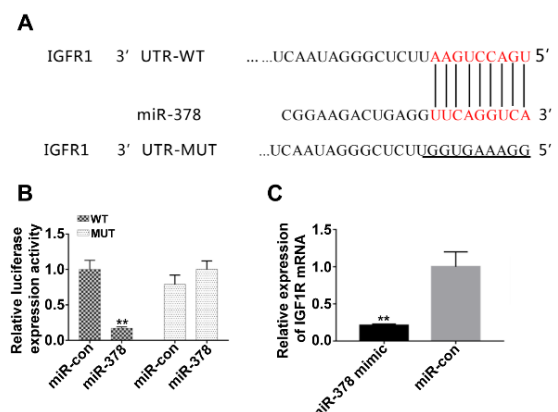 A
IGFR1 3′ UTR-WT ... ...UCAAUAGGGCUCUUAAGUCCAGU 5′
miR-378 CGGAAGACUGAGGUUCAGGUCA 3′
IGFR1 3′ UTR-MUT ...UCAAUAGGGCUCUUGGUGAAAGG 5′
B
WT
MUT
Relative luciferase
expression activity
1.5
1.0
0.5
0.0
**
miR-con
miR-378
miR-con
miR-378
C
Relative expression
of IGF1R mRNA
1.5
1.0
0.5
0.0
**
miR-378 mimic
miR-con